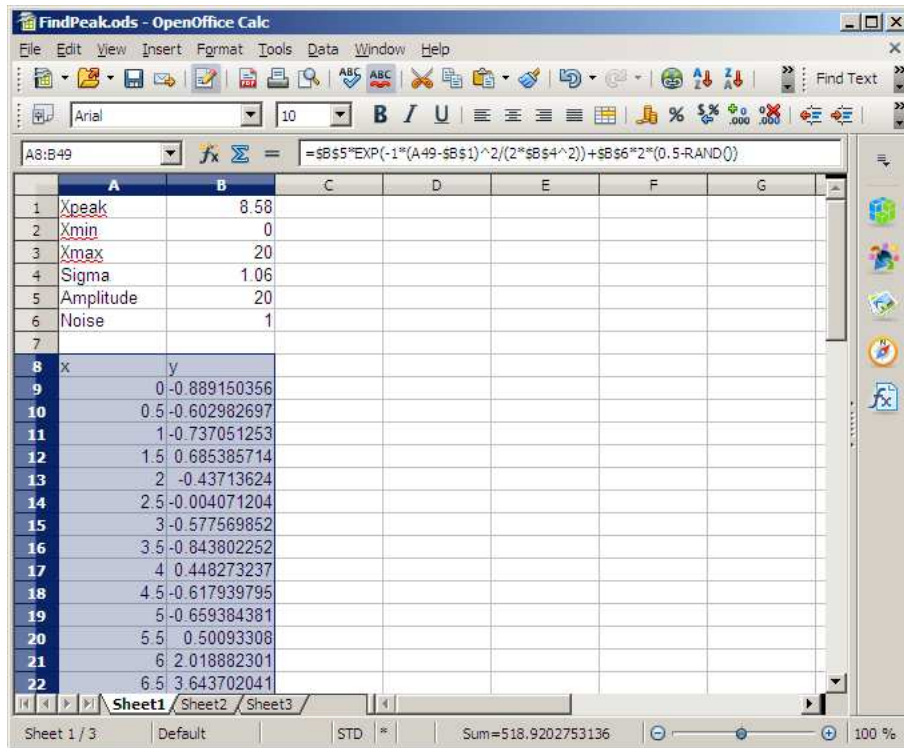 FindPeak.ods - OpenOffice Calc
File Edit View Insert Format Tools Data Window Help
ABC ABC Find Text
Arial 10 B I U
A8:B49 =$B$5*EXP(-1*(A49-$B$1)^2/(2*$B$4^2))+$B$6*2*(0.5-RAND())
A B C D E F G
1 Xpeak 8.58
2 Xmin 0
3 Xmax 20
4 Sigma 1.06
5 Amplitude 20
6 Noise 1
7
8 x y
9 0 -0.889150356
10 0.5 -0.602982697
11 1 -0.737051253
12 1.5 0.685385714
13 2 -0.43713624
14 2.5 -0.004071204
15 3 -0.577569852
16 3.5 -0.843802252
17 4 0.448273237
18 4.5 -0.617939795
19 5 -0.659384381
20 5.5 0.50093308
21 6 2.018882301
22 6.5 3.643702041
Sheet1 Sheet2 Sheet3
Sheet 1 / 3 Default STD * Sum=518.9202753136 100 %